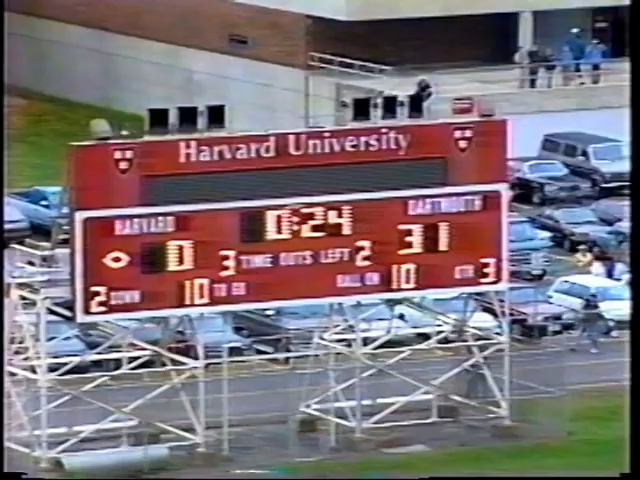 Harvard University
HARVARD 0:24 DARTMOUTH
0 3 TIME OUTS LEFT 2 31
2 DOWN 10 TO GO BALL ON 10 QTR 3